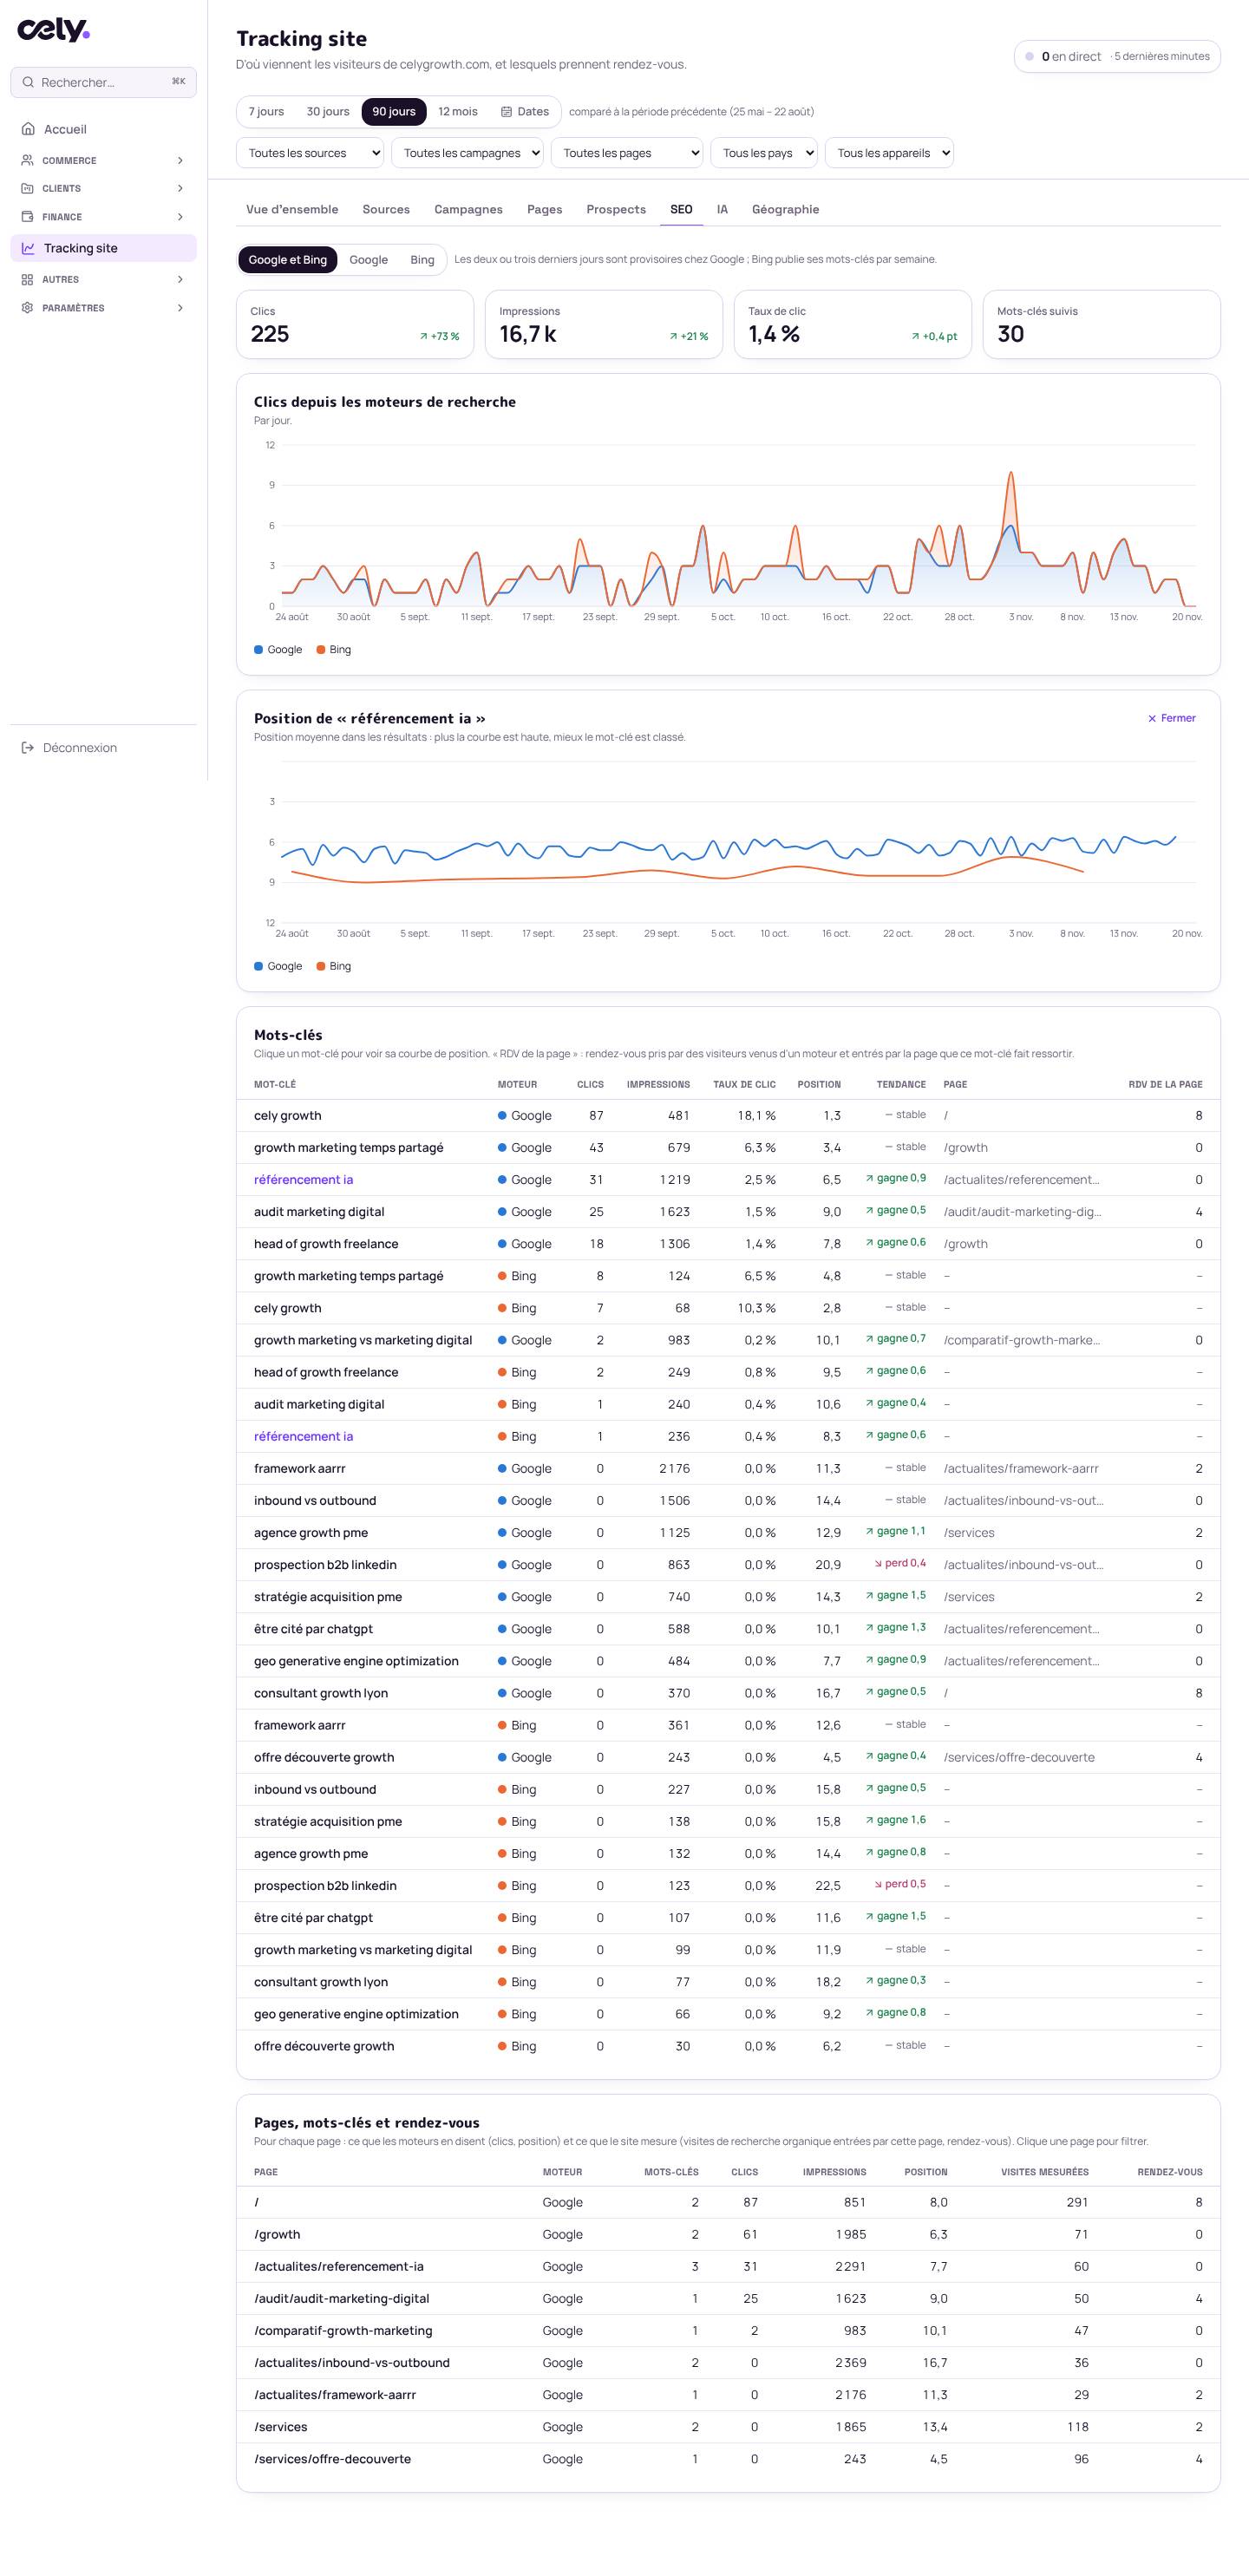 cely.
Rechercher… ⌘K
Accueil
COMMERCE
CLIENTS
FINANCE
Tracking site
AUTRES
PARAMÈTRES
Déconnexion
Tracking site
D'où viennent les visiteurs de celygrowth.com, et lesquels prennent rendez-vous.
0 en direct · 5 dernières minutes
7 jours 30 jours 90 jours 12 mois Dates comparé à la période précédente (25 mai – 22 août)
Toutes les sources Toutes les campagnes Toutes les pages Tous les pays Tous les appareils
Vue d'ensemble Sources Campagnes Pages Prospects SEO IA Géographie
Google et Bing Google Bing Les deux ou trois derniers jours sont provisoires chez Google ; Bing publie ses mots-clés par semaine.
Clics
225 ↗ +73 %
Impressions
16,7 k ↗ +21 %
Taux de clic
1,4 % ↗ +0,4 pt
Mots-clés suivis
30
Clics depuis les moteurs de recherche
Par jour.
12
9
6
3
0
24 août 30 août 5 sept. 11 sept. 17 sept. 23 sept. 29 sept. 5 oct. 10 oct. 16 oct. 22 oct. 28 oct. 3 nov. 8 nov. 13 nov. 20 nov.
Google Bing
Position de « référencement ia »
× Fermer
Position moyenne dans les résultats : plus la courbe est haute, mieux le mot-clé est classé.
3
6
9
12
24 août 30 août 5 sept. 11 sept. 17 sept. 23 sept. 29 sept. 5 oct. 10 oct. 16 oct. 22 oct. 28 oct. 3 nov. 8 nov. 13 nov. 20 nov.
Google Bing
Mots-clés
Clique un mot-clé pour voir sa courbe de position. « RDV de la page » : rendez-vous pris par des visiteurs venus d'un moteur et entrés par la page que ce mot-clé fait ressortir.
MOT-CLÉ MOTEUR CLICS IMPRESSIONS TAUX DE CLIC POSITION TENDANCE PAGE RDV DE LA PAGE
cely growth Google 87 481 18,1 % 1,3 — stable / 8
growth marketing temps partagé Google 43 679 6,3 % 3,4 — stable /growth 0
référencement ia Google 31 1 219 2,5 % 6,5 ↗ gagne 0,9 /actualites/referencement… 0
audit marketing digital Google 25 1 623 1,5 % 9,0 ↗ gagne 0,5 /audit/audit-marketing-dig… 4
head of growth freelance Google 18 1 306 1,4 % 7,8 ↗ gagne 0,6 /growth 0
growth marketing temps partagé Bing 8 124 6,5 % 4,8 — stable – –
cely growth Bing 7 68 10,3 % 2,8 — stable – –
growth marketing vs marketing digital Google 2 983 0,2 % 10,1 ↗ gagne 0,7 /comparatif-growth-marke… 0
head of growth freelance Bing 2 249 0,8 % 9,5 ↗ gagne 0,6 – –
audit marketing digital Bing 1 240 0,4 % 10,6 ↗ gagne 0,4 – –
référencement ia Bing 1 236 0,4 % 8,3 ↗ gagne 0,6 – –
framework aarrr Google 0 2 176 0,0 % 11,3 — stable /actualites/framework-aarrr 2
inbound vs outbound Google 0 1 506 0,0 % 14,4 — stable /actualites/inbound-vs-out… 0
agence growth pme Google 0 1 125 0,0 % 12,9 ↗ gagne 1,1 /services 2
prospection b2b linkedin Google 0 863 0,0 % 20,9 ↘ perd 0,4 /actualites/inbound-vs-out… 0
stratégie acquisition pme Google 0 740 0,0 % 14,3 ↗ gagne 1,5 /services 2
être cité par chatgpt Google 0 588 0,0 % 10,1 ↗ gagne 1,3 /actualites/referencement… 0
geo generative engine optimization Google 0 484 0,0 % 7,7 ↗ gagne 0,9 /actualites/referencement… 0
consultant growth lyon Google 0 370 0,0 % 16,7 ↗ gagne 0,5 / 8
framework aarrr Bing 0 361 0,0 % 12,6 — stable – –
offre découverte growth Google 0 243 0,0 % 4,5 ↗ gagne 0,4 /services/offre-decouverte 4
inbound vs outbound Bing 0 227 0,0 % 15,8 ↗ gagne 0,5 – –
stratégie acquisition pme Bing 0 138 0,0 % 15,8 ↗ gagne 1,6 – –
agence growth pme Bing 0 132 0,0 % 14,4 ↗ gagne 0,8 – –
prospection b2b linkedin Bing 0 123 0,0 % 22,5 ↘ perd 0,5 – –
être cité par chatgpt Bing 0 107 0,0 % 11,6 ↗ gagne 1,5 – –
growth marketing vs marketing digital Bing 0 99 0,0 % 11,9 — stable – –
consultant growth lyon Bing 0 77 0,0 % 18,2 ↗ gagne 0,3 – –
geo generative engine optimization Bing 0 66 0,0 % 9,2 ↗ gagne 0,8 – –
offre découverte growth Bing 0 30 0,0 % 6,2 — stable – –
Pages, mots-clés et rendez-vous
Pour chaque page : ce que les moteurs en disent (clics, position) et ce que le site mesure (visites de recherche organique entrées par cette page, rendez-vous). Clique une page pour filtrer.
PAGE MOTEUR MOTS-CLÉS CLICS IMPRESSIONS POSITION VISITES MESURÉES RENDEZ-VOUS
/ Google 2 87 851 8,0 291 8
/growth Google 2 61 1 985 6,3 71 0
/actualites/referencement-ia Google 3 31 2 291 7,7 60 0
/audit/audit-marketing-digital Google 1 25 1 623 9,0 50 4
/comparatif-growth-marketing Google 1 2 983 10,1 47 0
/actualites/inbound-vs-outbound Google 2 0 2 369 16,7 36 0
/actualites/framework-aarrr Google 1 0 2 176 11,3 29 2
/services Google 2 0 1 865 13,4 118 2
/services/offre-decouverte Google 1 0 243 4,5 96 4